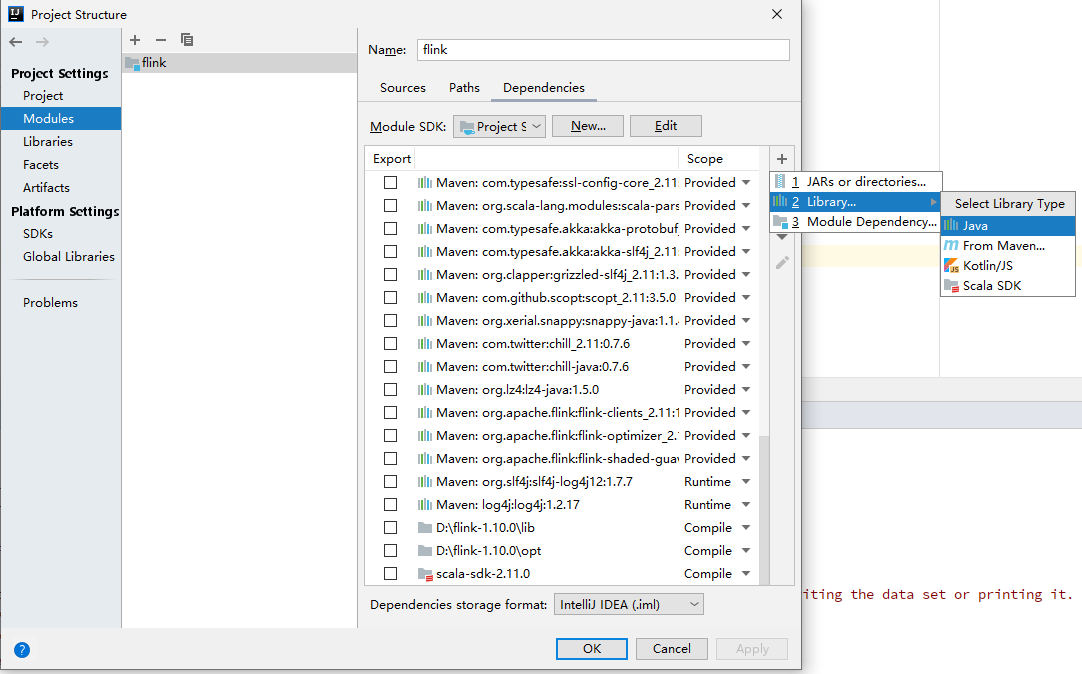 Project Structure
Project Settings
Project
Modules
Libraries
Facets
Artifacts
Platform Settings
SDKs
Global Libraries
Problems
flink
Name: flink
Sources Paths Dependencies
Module SDK: Project S New... Edit
Export Scope
Maven: com.typesafe:ssl-config-core_2.11: Provided
Maven: org.scala-lang.modules:scala-pars Provided
Maven: com.typesafe.akka:akka-protobuf_ Provided
Maven: com.typesafe.akka:akka-slf4j_2.11: Provided
Maven: org.clapper:grizzled-slf4j_2.11:1.3. Provided
Maven: com.github.scopt:scopt_2.11:3.5.0 Provided
Maven: org.xerial.snappy:snappy-java:1.1. Provided
Maven: com.twitter:chill_2.11:0.7.6 Provided
Maven: com.twitter:chill-java:0.7.6 Provided
Maven: org.lz4:lz4-java:1.5.0 Provided
Maven: org.apache.flink:flink-clients_2.11:1 Provided
Maven: org.apache.flink:flink-optimizer_2. Provided
Maven: org.apache.flink:flink-shaded-guav Provided
Maven: org.slf4j:slf4j-log4j12:1.7.7 Runtime
Maven: log4j:log4j:1.2.17 Runtime
D:\flink-1.10.0\lib Compile
D:\flink-1.10.0\opt Compile
scala-sdk-2.11.0 Compile
Dependencies storage format: IntelliJ IDEA (.iml)
OK Cancel Apply
1 JARs or directories...
2 Library...
3 Module Dependency...
Select Library Type
Java
From Maven...
Kotlin/JS
Scala SDK
iting the data set or printing it.